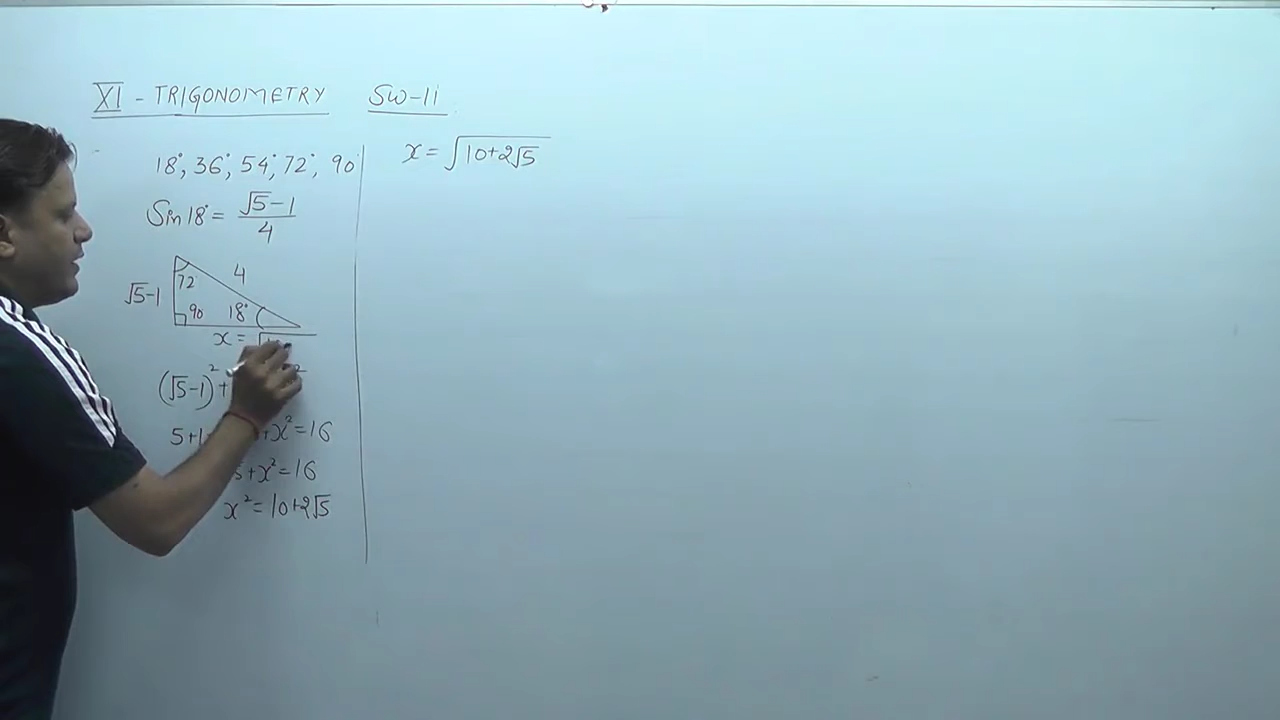 XI - TRIGONOMETRY SW-11
18°, 36°, 54°, 72°, 90
Sin 18° = (√5-1)/4
4
72°
√5-1
90 18°
x = √
(√5-1)² + ²
5+1 + x² = 16
5 + x² = 16
x² = 10+2√5
x = √(10+2√5)